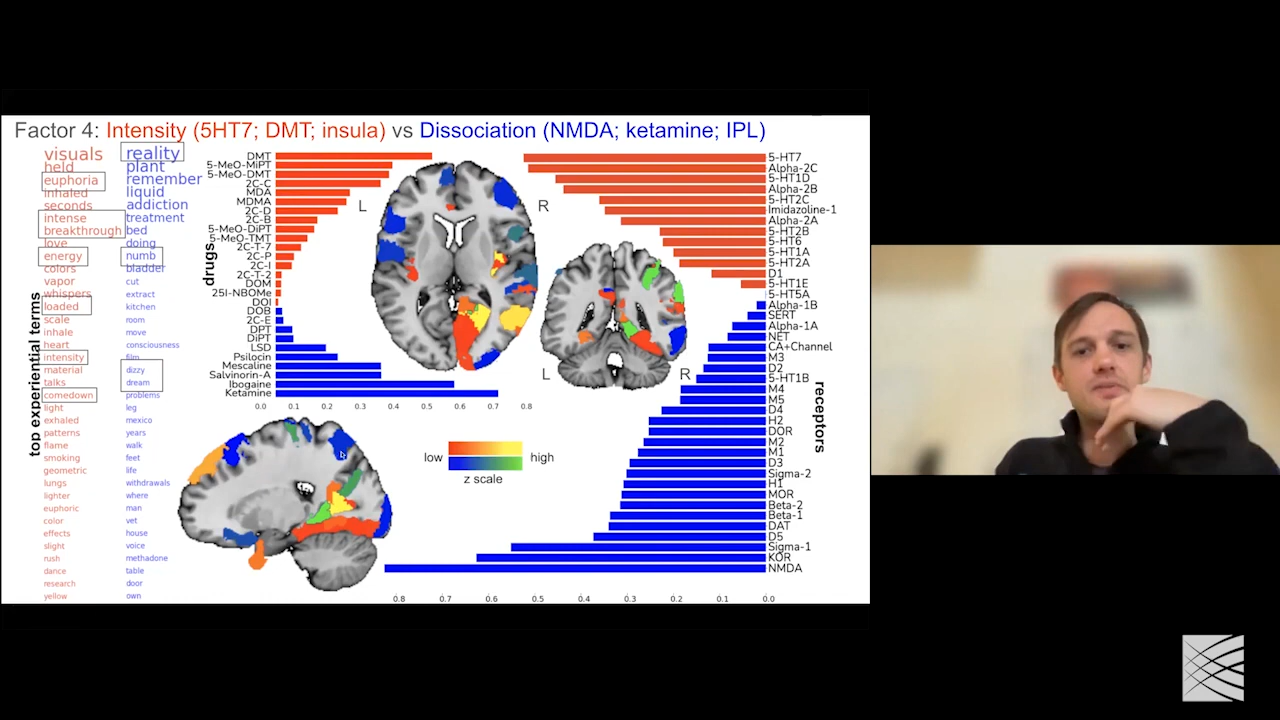 Factor 4: Intensity (5HT7; DMT; insula) vs Dissociation (NMDA; ketamine; IPL)
top experiential terms
visuals
held
euphoria
inhaled
seconds
intense
breakthrough
love
energy
colors
vapor
whispers
loaded
scale
inhale
heart
intensity
material
talks
comedown
light
exhaled
patterns
flame
smoking
geometric
lungs
lighter
euphoric
color
effects
slight
rush
dance
research
yellow
reality
plant
remember
liquid
addiction
treatment
bed
doing
numb
bladder
cut
extract
kitchen
room
move
consciousness
film
dizzy
dream
problems
leg
mexico
years
walk
feet
life
withdrawals
where
man
vet
house
voice
methadone
table
door
own
drugs
DMT
5-MeO-MiPT
5-MeO-DMT
2C-C
MDA
MDMA
2C-D
2C-B
5-MeO-DiPT
5-MeO-TMT
2C-T-7
2C-P
2C-I
2C-T-2
DOM
25I-NBOMe
DOI
DOB
2C-E
DPT
DiPT
LSD
Psilocin
Mescaline
Salvinorin-A
Ibogaine
Ketamine
0.0 0.1 0.2 0.3 0.4 0.5 0.6 0.7 0.8
L R
L R
low high
z scale
5-HT7
Alpha-2C
5-HT1D
Alpha-2B
5-HT2C
Imidazoline-1
Alpha-2A
5-HT2B
5-HT6
5-HT1A
5-HT2A
D1
5-HT1E
5-HT5A
Alpha-1B
SERT
Alpha-1A
NET
CA+Channel
M3
D2
5-HT1B
M4
M5
D4
H2
DOR
M2
M1
D3
Sigma-2
H1
MOR
Beta-2
Beta-1
DAT
D5
Sigma-1
KOR
NMDA
receptors
0.8 0.7 0.6 0.5 0.4 0.3 0.2 0.1 0.0